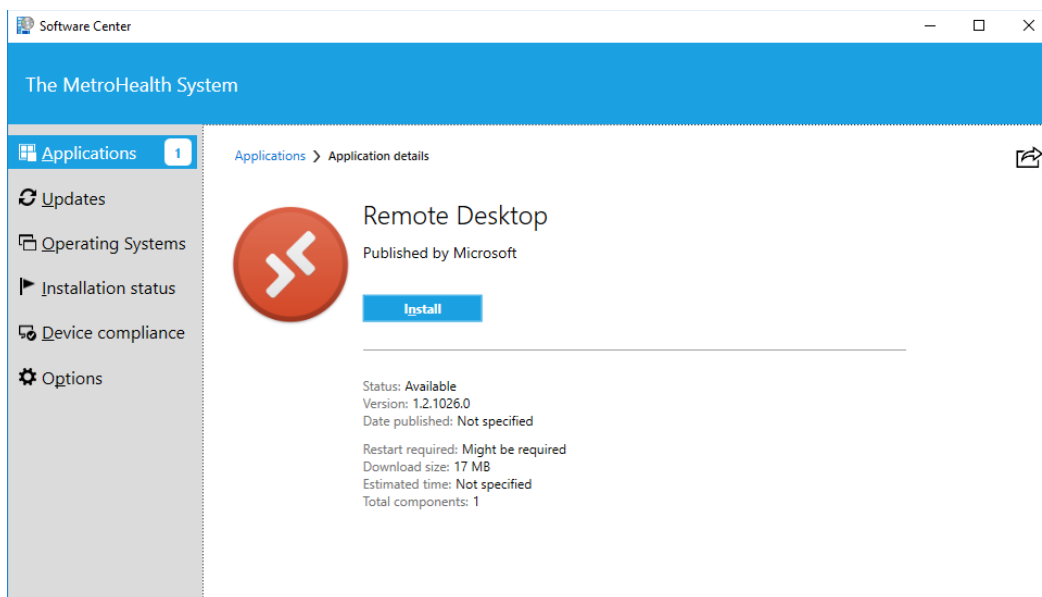 Software Center
The MetroHealth System
Applications 1
Updates
Operating Systems
Installation status
Device compliance
Options
Applications > Application details
Remote Desktop
Published by Microsoft
Install
Status: Available
Version: 1.2.1026.0
Date published: Not specified
Restart required: Might be required
Download size: 17 MB
Estimated time: Not specified
Total components: 1